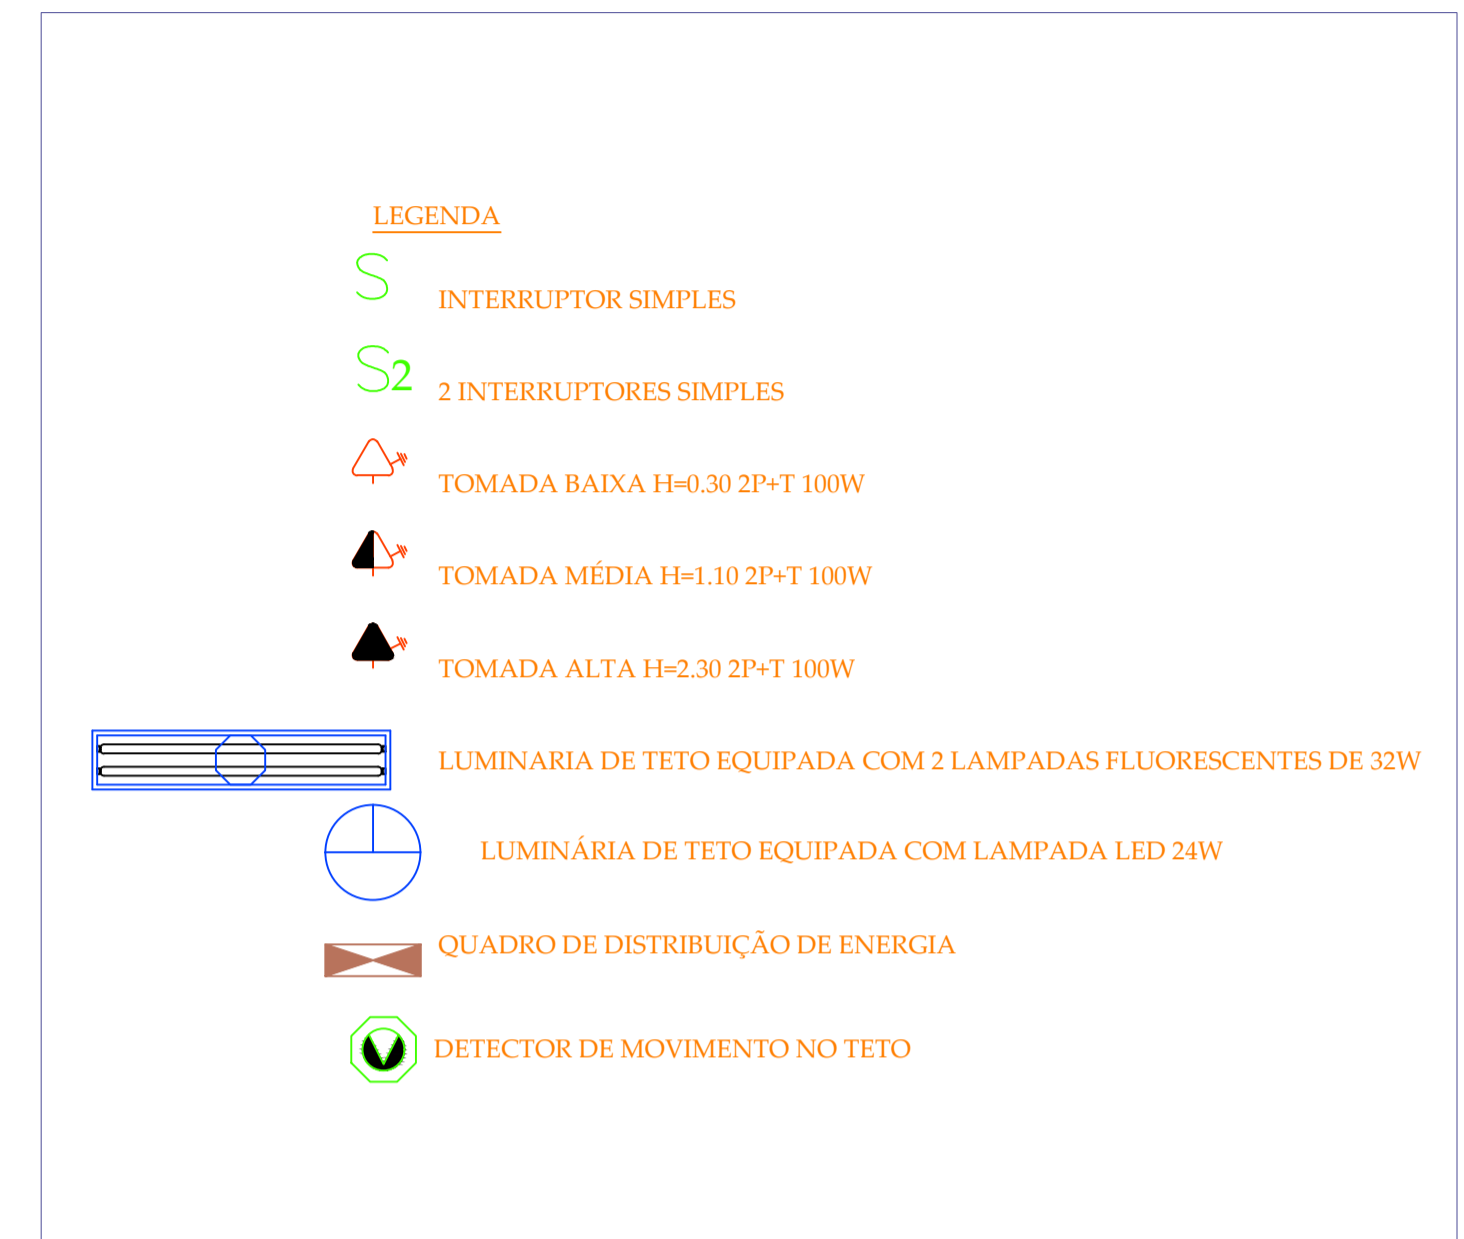 LEGENDA
S
INTERRUPTOR SIMPLES
S2
2 INTERRUPTORES SIMPLES
TOMADA BAIXA H=0.30 2P+T 100W
TOMADA MÉDIA H=1.10 2P+T 100W
TOMADA ALTA H=2.30 2P+T 100W
LUMINARIA DE TETO EQUIPADA COM 2 LAMPADAS FLUORESCENTES DE 32W
LUMINÁRIA DE TETO EQUIPADA COM LAMPADA LED 24W
QUADRO DE DISTRIBUIÇÃO DE ENERGIA
DETECTOR DE MOVIMENTO NO TETO